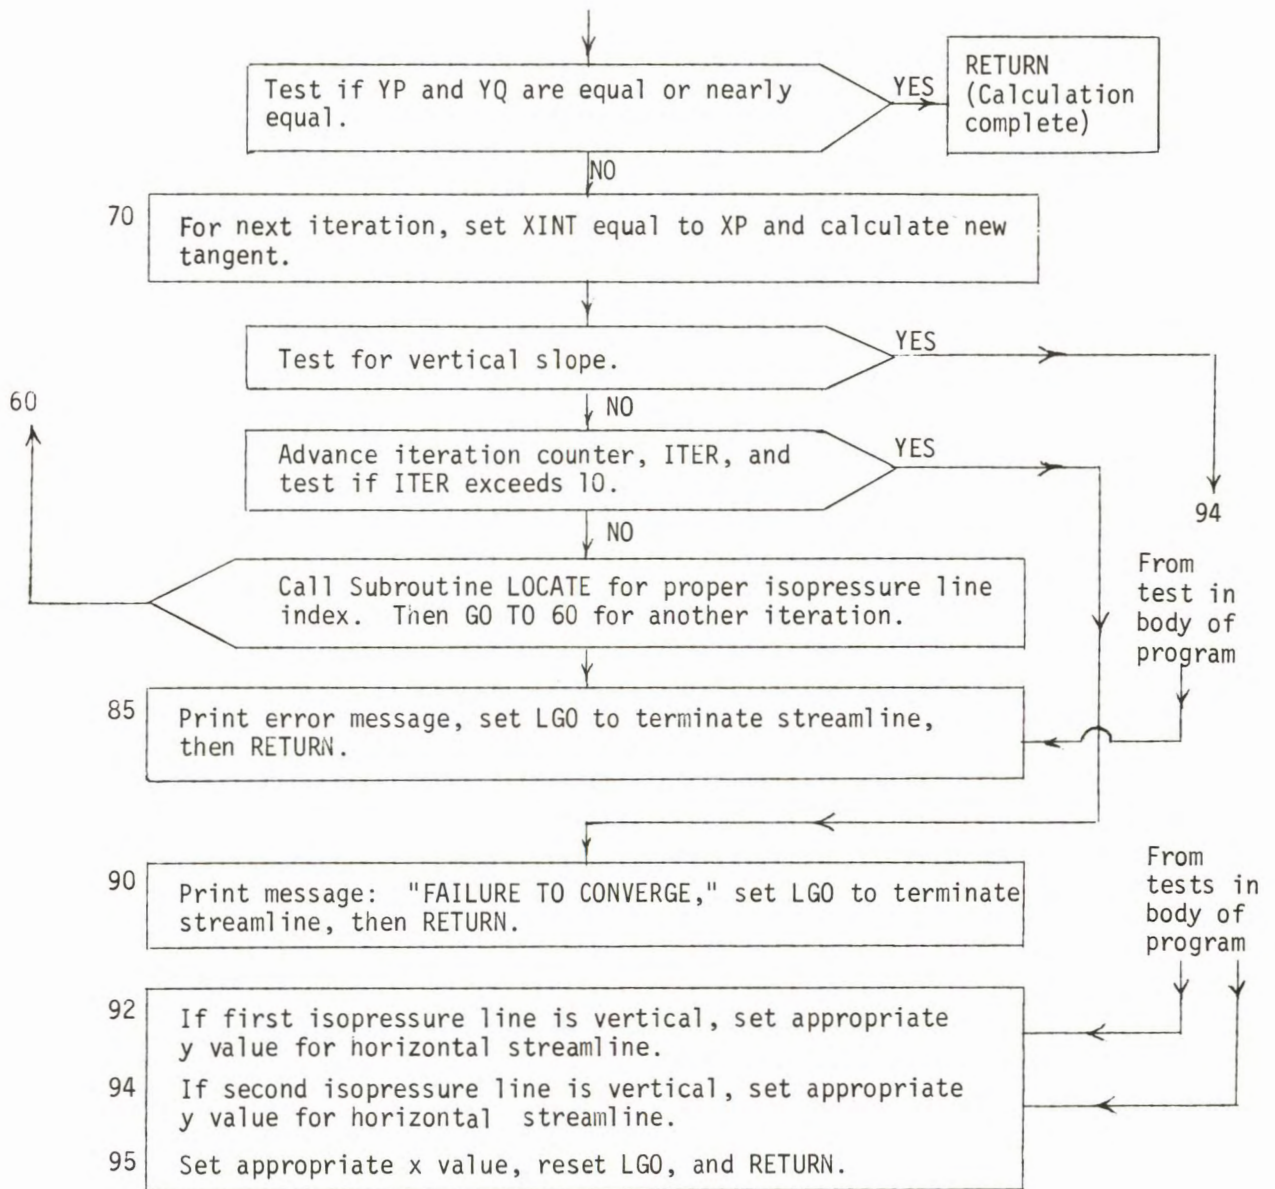 Test if YP and YQ are equal or nearly
equal.
YES
RETURN
(Calculation
complete)
NO
70
For next iteration, set XINT equal to XP and calculate new
tangent.
Test for vertical slope.
YES
60
NO
Advance iteration counter, ITER, and
test if ITER exceeds 10.
YES
94
NO
Call Subroutine LOCATE for proper isopressure line
index. Then GO TO 60 for another iteration.
From
test in
body of
program
85
Print error message, set LGO to terminate streamline,
then RETURN.
90
Print message: "FAILURE TO CONVERGE," set LGO to terminate
streamline, then RETURN.
From
tests in
body of
program
92
If first isopressure line is vertical, set appropriate
y value for horizontal streamline.
94
If second isopressure line is vertical, set appropriate
y value for horizontal streamline.
95
Set appropriate x value, reset LGO, and RETURN.